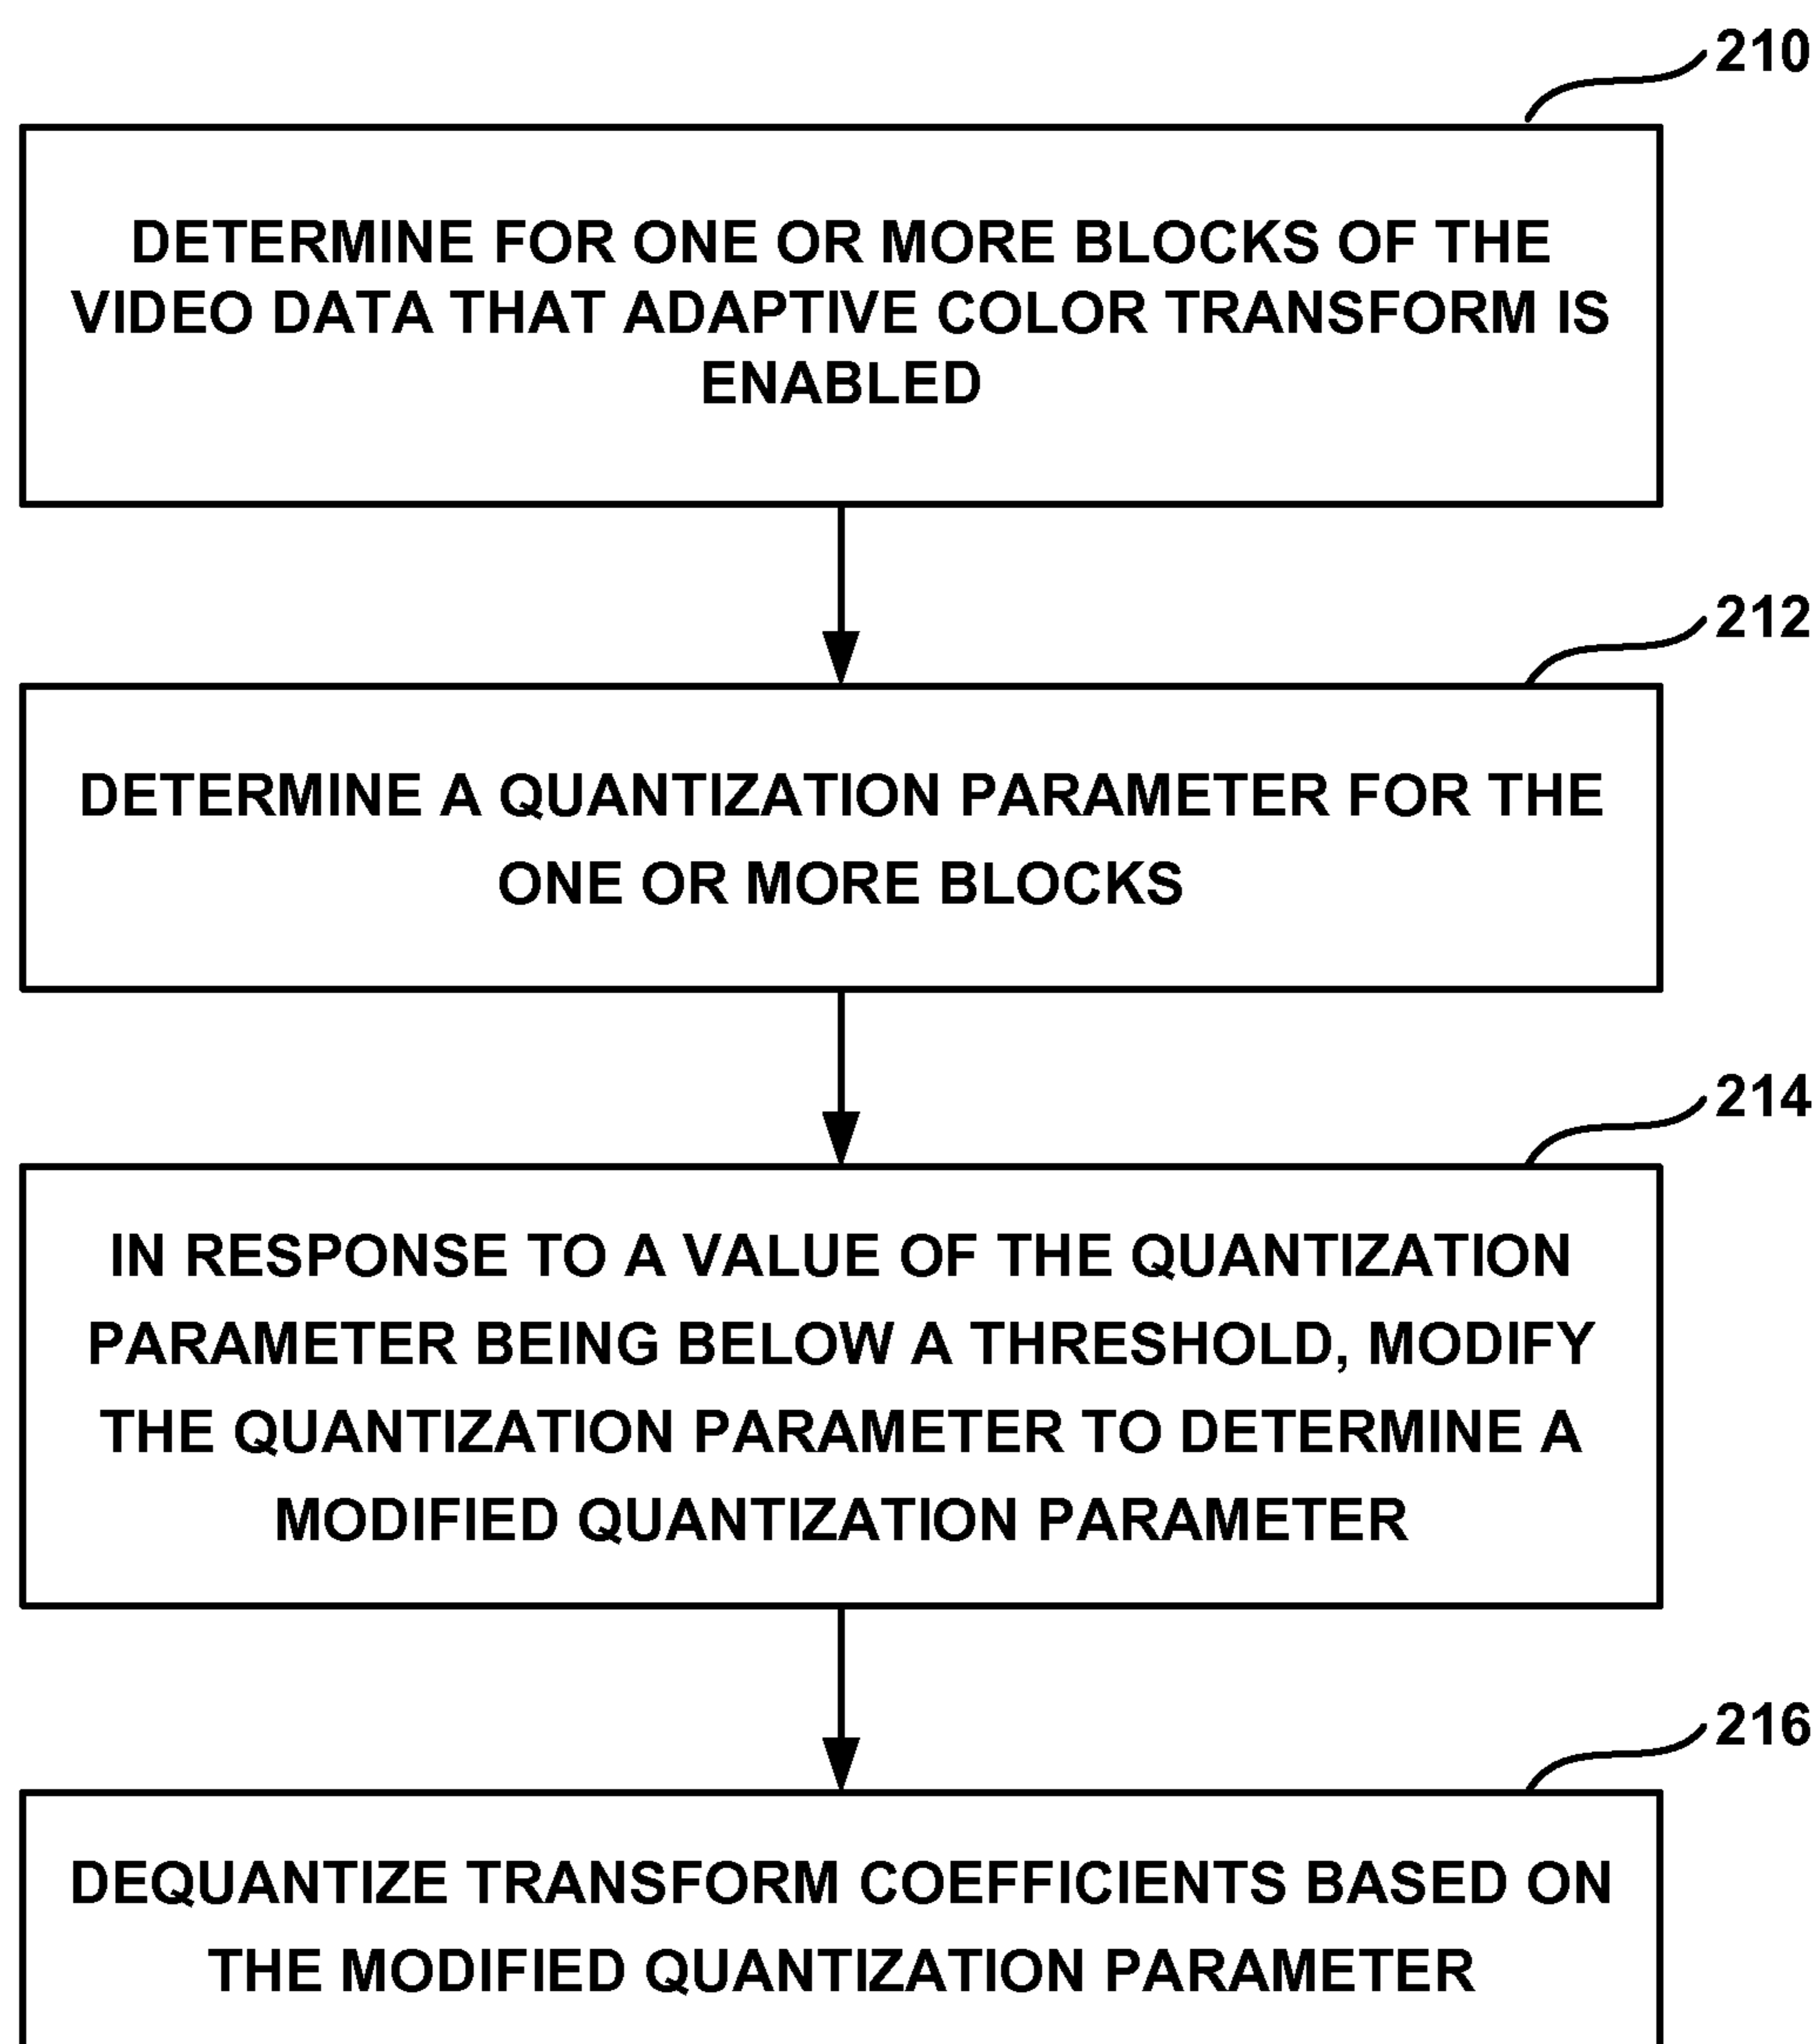 210
DETERMINE FOR ONE OR MORE BLOCKS OF THE
VIDEO DATA THAT ADAPTIVE COLOR TRANSFORM IS
ENABLED
212
DETERMINE A QUANTIZATION PARAMETER FOR THE
ONE OR MORE BLOCKS
214
IN RESPONSE TO A VALUE OF THE QUANTIZATION
PARAMETER BEING BELOW A THRESHOLD, MODIFY
THE QUANTIZATION PARAMETER TO DETERMINE A
MODIFIED QUANTIZATION PARAMETER
216
DEQUANTIZE TRANSFORM COEFFICIENTS BASED ON
THE MODIFIED QUANTIZATION PARAMETER